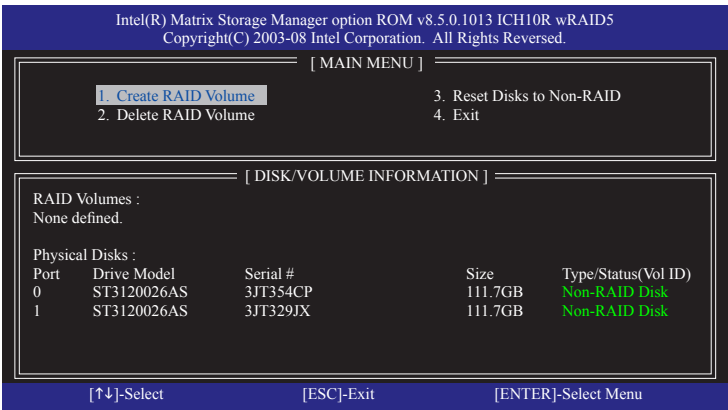 Intel(R) Matrix Storage Manager option ROM v8.5.0.1013 ICH10R wRAID5
Copyright(C) 2003-08 Intel Corporation. All Rights Reversed.
[ MAIN MENU ]
1. Create RAID Volume 3. Reset Disks to Non-RAID
2. Delete RAID Volume 4. Exit
[ DISK/VOLUME INFORMATION ]
RAID Volumes :
None defined.
Physical Disks :
Port Drive Model Serial # Size Type/Status(Vol ID)
0 ST3120026AS 3JT354CP 111.7GB Non-RAID Disk
1 ST3120026AS 3JT329JX 111.7GB Non-RAID Disk
[↑↓]-Select [ESC]-Exit [ENTER]-Select Menu